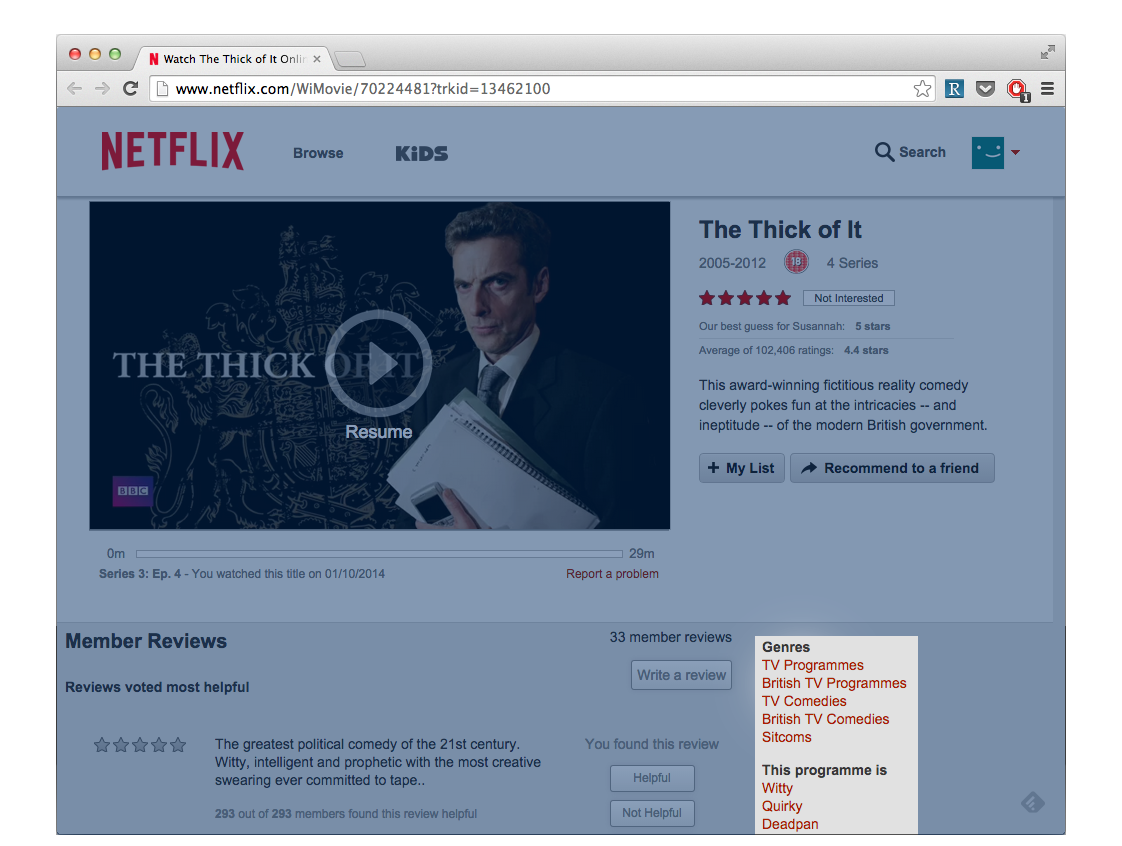 Watch The Thick of It Onlin
www.netflix.com/WiMovie/70224481?trkid=13462100
R
1
NETFLIX
Browse
KiDS
Search
THE THICK OF IT
Resume
BBC
The Thick of It
2005-2012 18 4 Series
Not Interested
Our best guess for Susannah: 5 stars
Average of 102,406 ratings: 4.4 stars
This award-winning fictitious reality comedy
cleverly pokes fun at the intricacies -- and
ineptitude -- of the modern British government.
+ My List
Recommend to a friend
0m 29m
Series 3: Ep. 4 - You watched this title on 01/10/2014
Report a problem
Member Reviews
33 member reviews
Write a review
Reviews voted most helpful
The greatest political comedy of the 21st century.
Witty, intelligent and prophetic with the most creative
swearing ever committed to tape..
293 out of 293 members found this review helpful
You found this review
Helpful
Not Helpful
Genres
TV Programmes
British TV Programmes
TV Comedies
British TV Comedies
Sitcoms
This programme is
Witty
Quirky
Deadpan